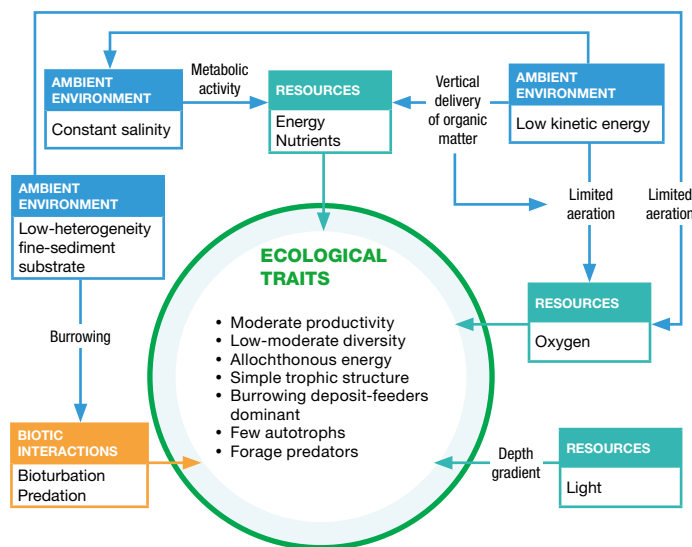 AMBIENT
ENVIRONMENT
Constant salinity
Metabolic
activity
RESOURCES
Energy
Nutrients
Vertical
delivery
of organic
matter
AMBIENT
ENVIRONMENT
Low kinetic energy
AMBIENT
ENVIRONMENT
Low-heterogeneity
fine-sediment
substrate
Limited
aeration
Limited
aeration
ECOLOGICAL
TRAITS
• Moderate productivity
• Low-moderate diversity
• Allochthonous energy
• Simple trophic structure
• Burrowing deposit-feeders
dominant
• Few autotrophs
• Forage predators
RESOURCES
Oxygen
Burrowing
BIOTIC
INTERACTIONS
Bioturbation
Predation
Depth
gradient
RESOURCES
Light